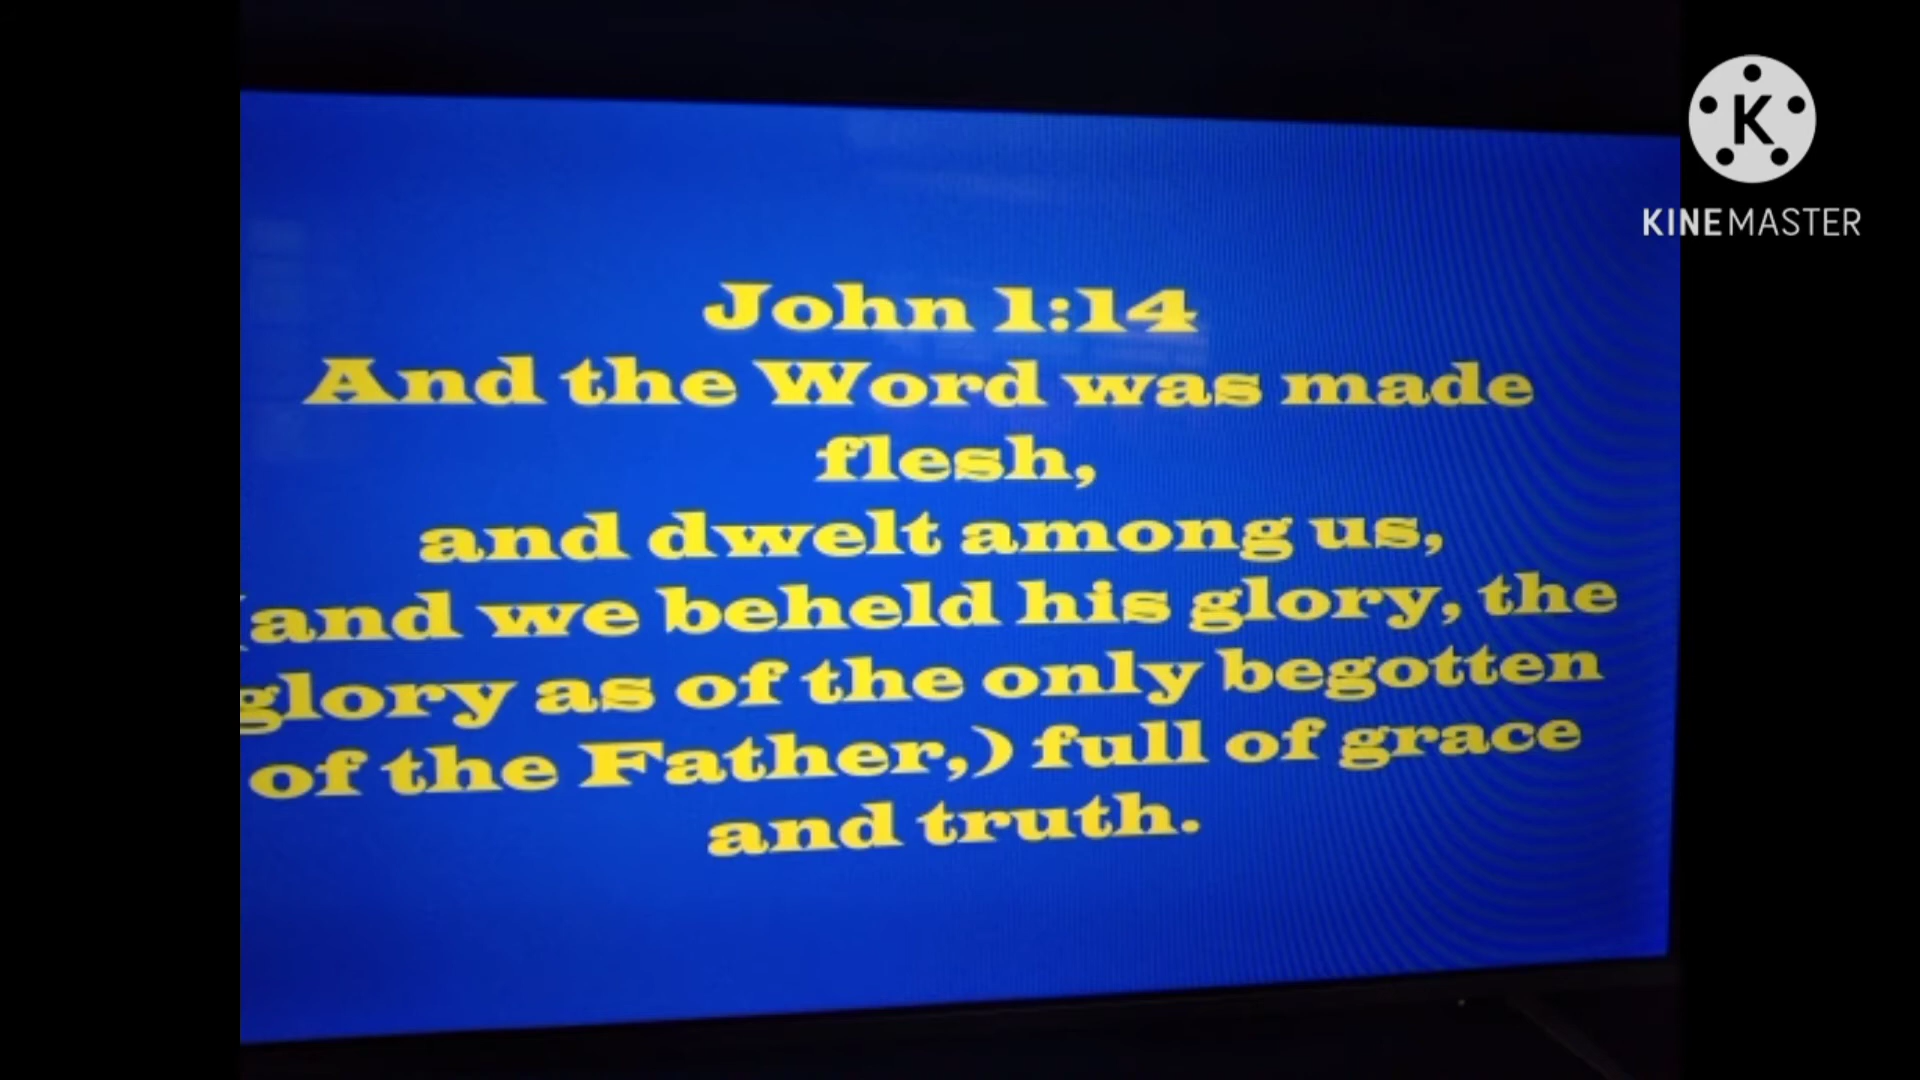 John 1:14
And the Word was made
flesh,
and dwelt among us,
(and we beheld his glory, the
glory as of the only begotten
of the Father,) full of grace
and truth.
K
KINEMASTER